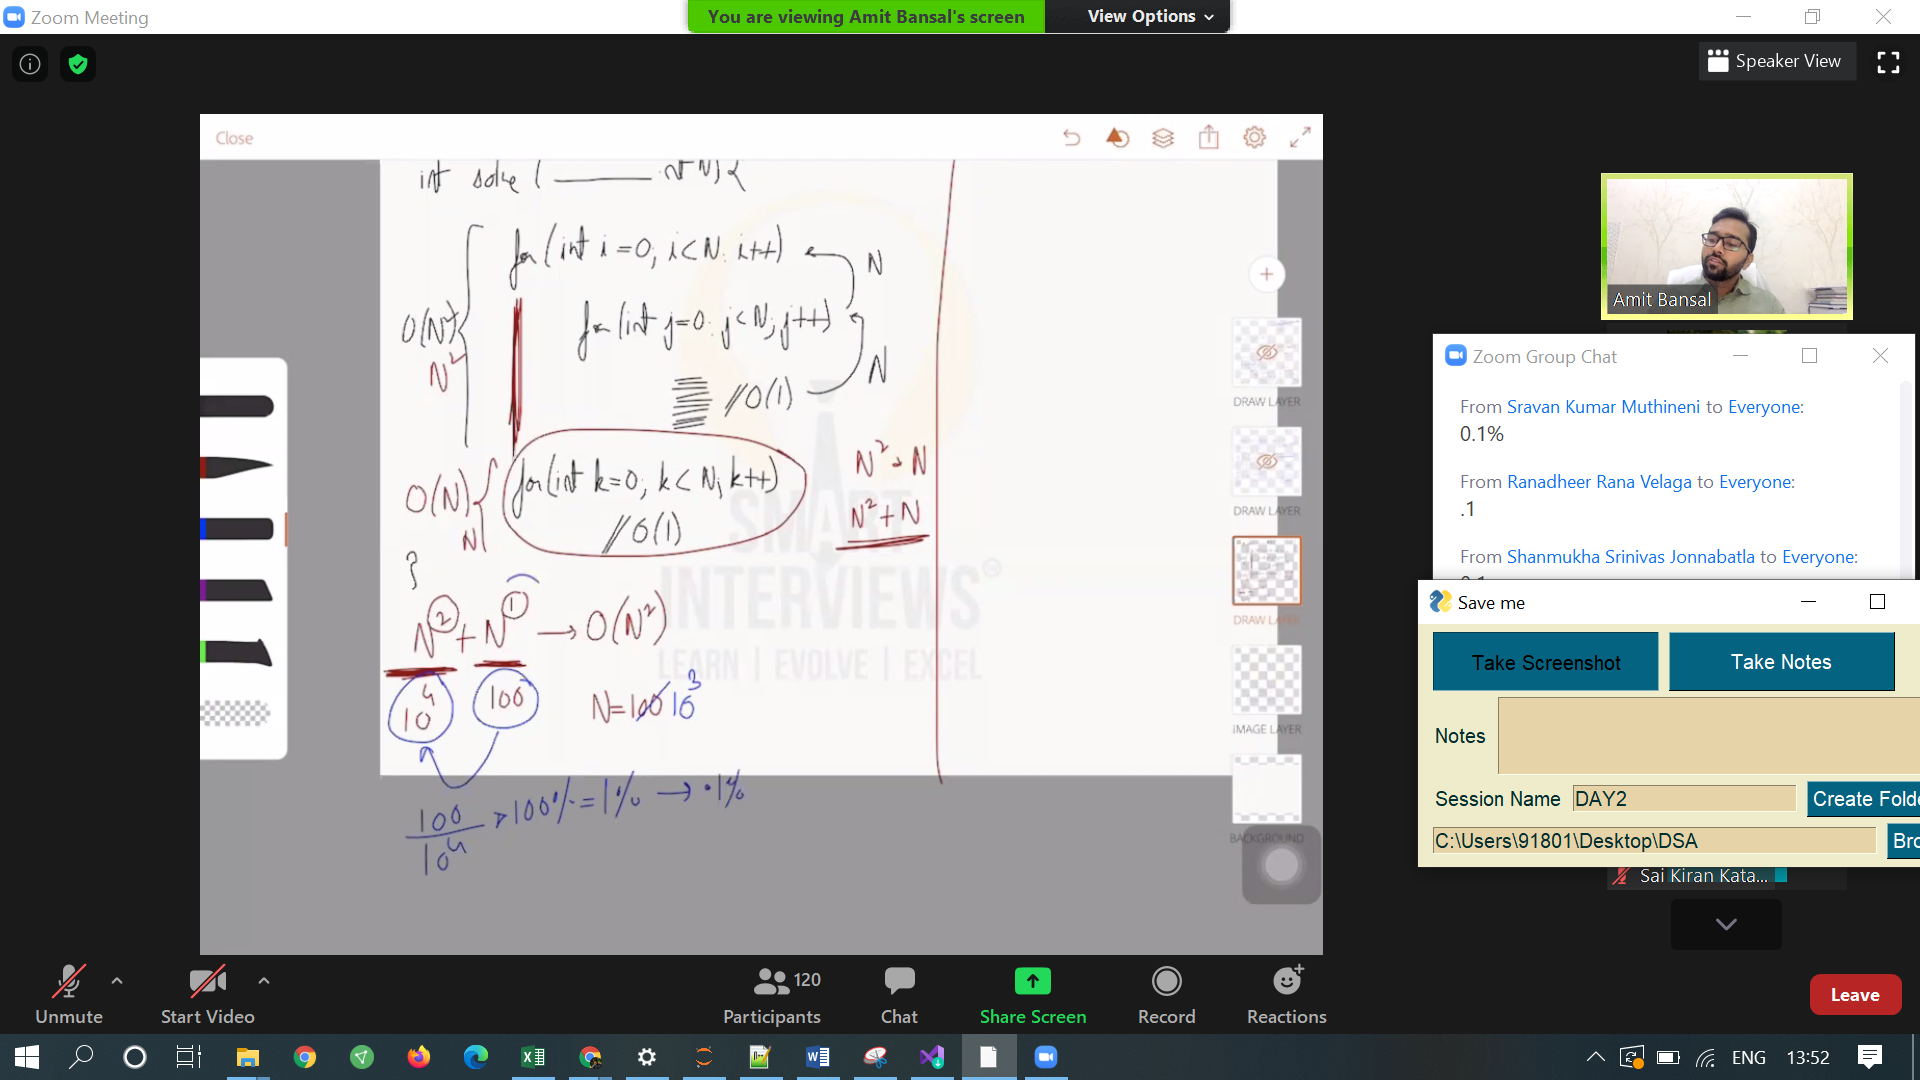 Zoom Meeting
You are viewing Amit Bansal's screen
View Options
Speaker View
Close
int solve ( ——— int N) {
for(int i=0; i<N; i++)
N
for(int j=0; j<N; j++)
O(N²)
N²
N
//O(1)
for(int k=0; k<N; k++)
//O(1)
O(N)
N
N² + N
N² + N
}
N² + N¹ → O(N²)
10⁴ 100 N=100 10³
100/10⁴ × 100% = 1% → .1%
SMART
INTERVIEWS
LEARN | EVOLVE | EXCEL
DRAW LAYER
DRAW LAYER
DRAW LAYER
IMAGE LAYER
BACKGROUND
Amit Bansal
Zoom Group Chat
From Sravan Kumar Muthineni to Everyone:
0.1%
From Ranadheer Rana Velaga to Everyone:
.1
From Shanmukha Srinivas Jonnabatla to Everyone:
Save me
Take Screenshot
Take Notes
Notes
Session Name DAY2 Create Folde
C:\Users\91801\Desktop\DSA Bro
Sai Kiran Kata...
Unmute
Start Video
120
Participants
Chat
Share Screen
Record
Reactions
Leave
ENG 13:52